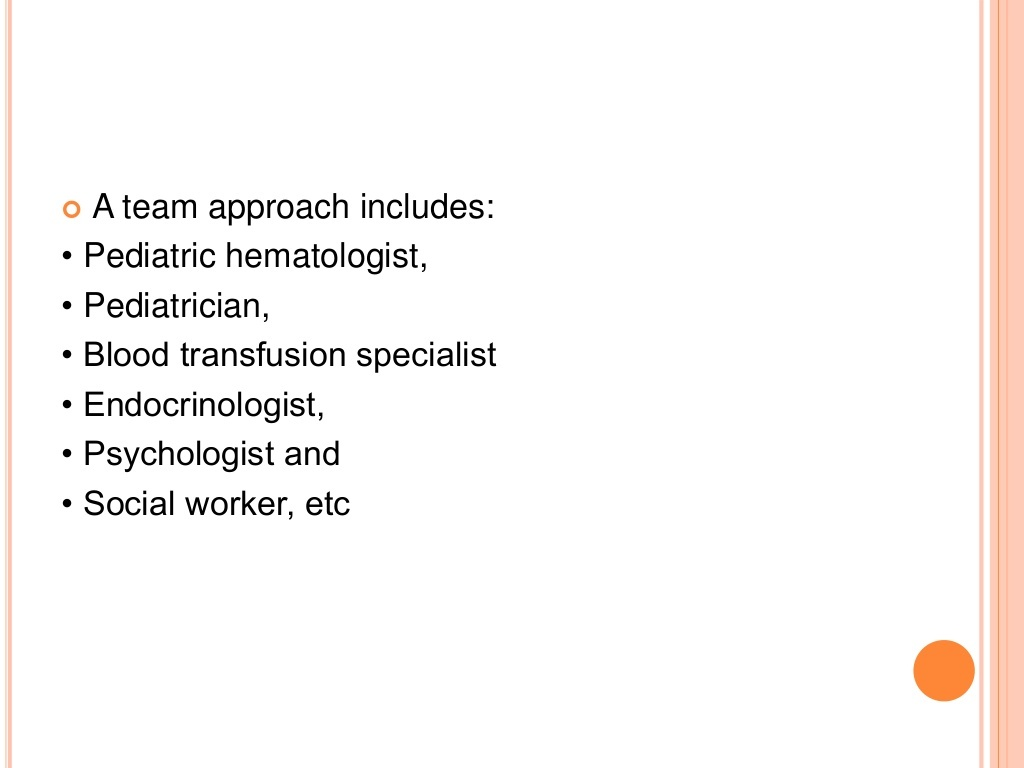 A team approach includes:
• Pediatric hematologist,
• Pediatrician,
• Blood transfusion specialist
• Endocrinologist,
• Psychologist and
• Social worker, etc